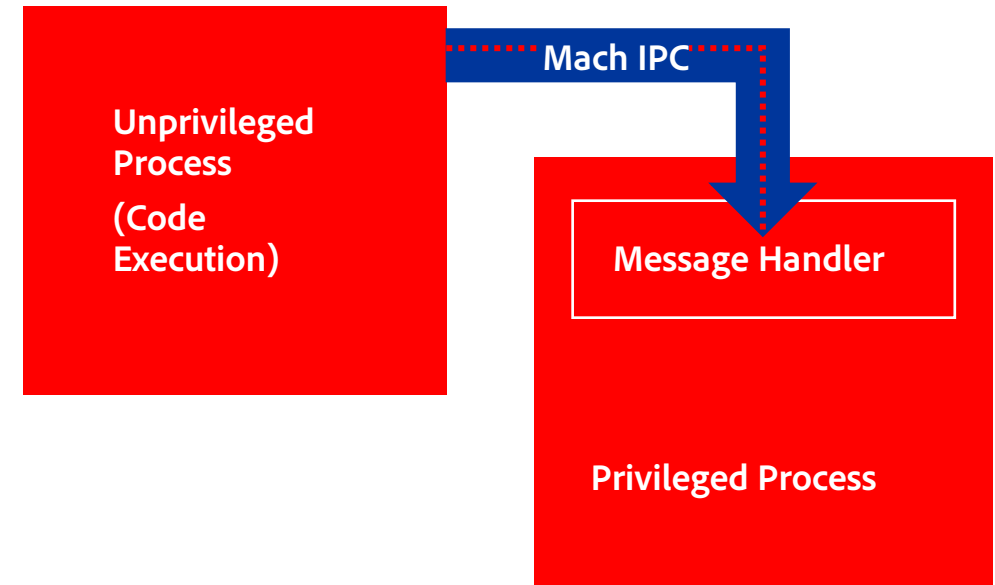 Mach IPC
Unprivileged
Process
(Code
Execution)
Message Handler
Privileged Process